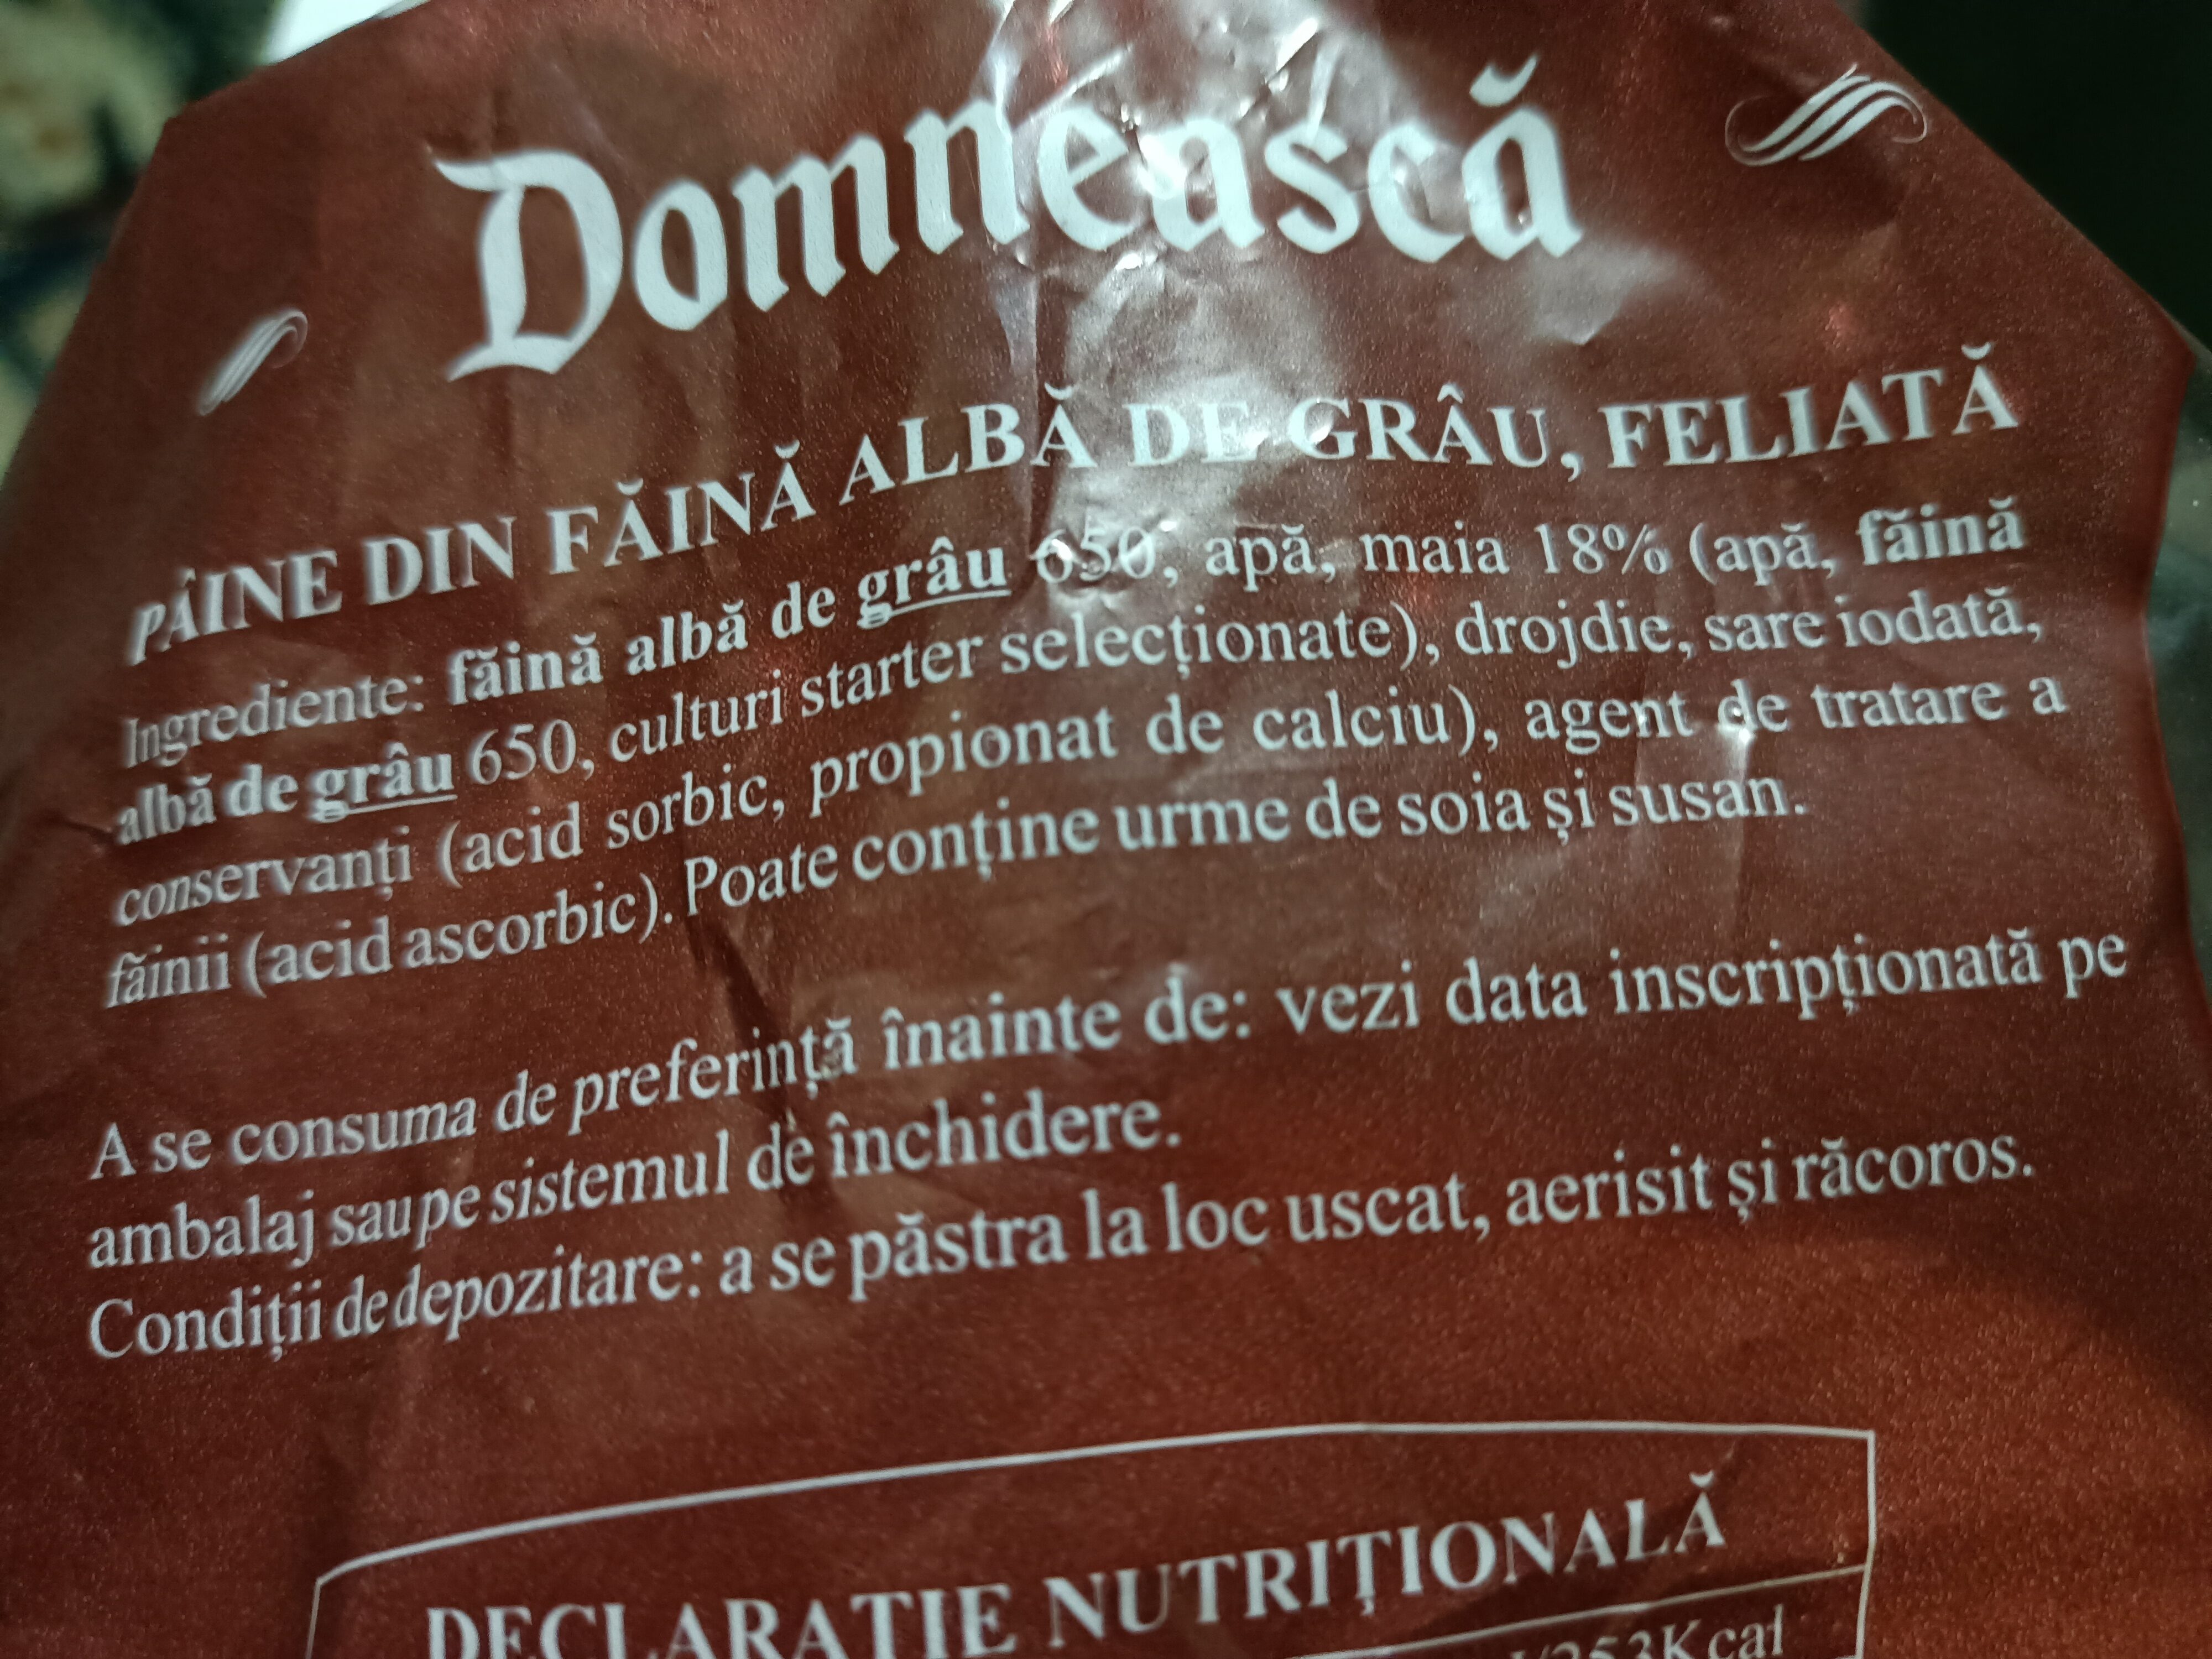 Domnească
PÂINE DIN FĂINĂ ALBĂ DE GRÂU, FELIATĂ
Ingrediente: făină albă de grâu 650, apă, maia 18% (apă, făină
albă de grâu 650, culturi starter selecționate), drojdie, sare iodată,
conservanți (acid sorbic, propionat de calciu), agent de tratare a
făinii (acid ascorbic). Poate conține urme de soia și susan.
A se consuma de preferință înainte de: vezi data inscripționată pe
ambalaj sau pe sistemul de închidere.
Condiții de depozitare: a se păstra la loc uscat, aerisit și răcoros.
DECLARAȚIE NUTRIȚIONALĂ
253Kcal